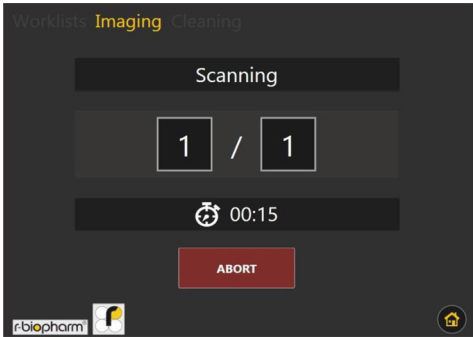 Worklists Imaging Cleaning
Scanning
1 / 1
00:15
ABORT
r-biopharm®